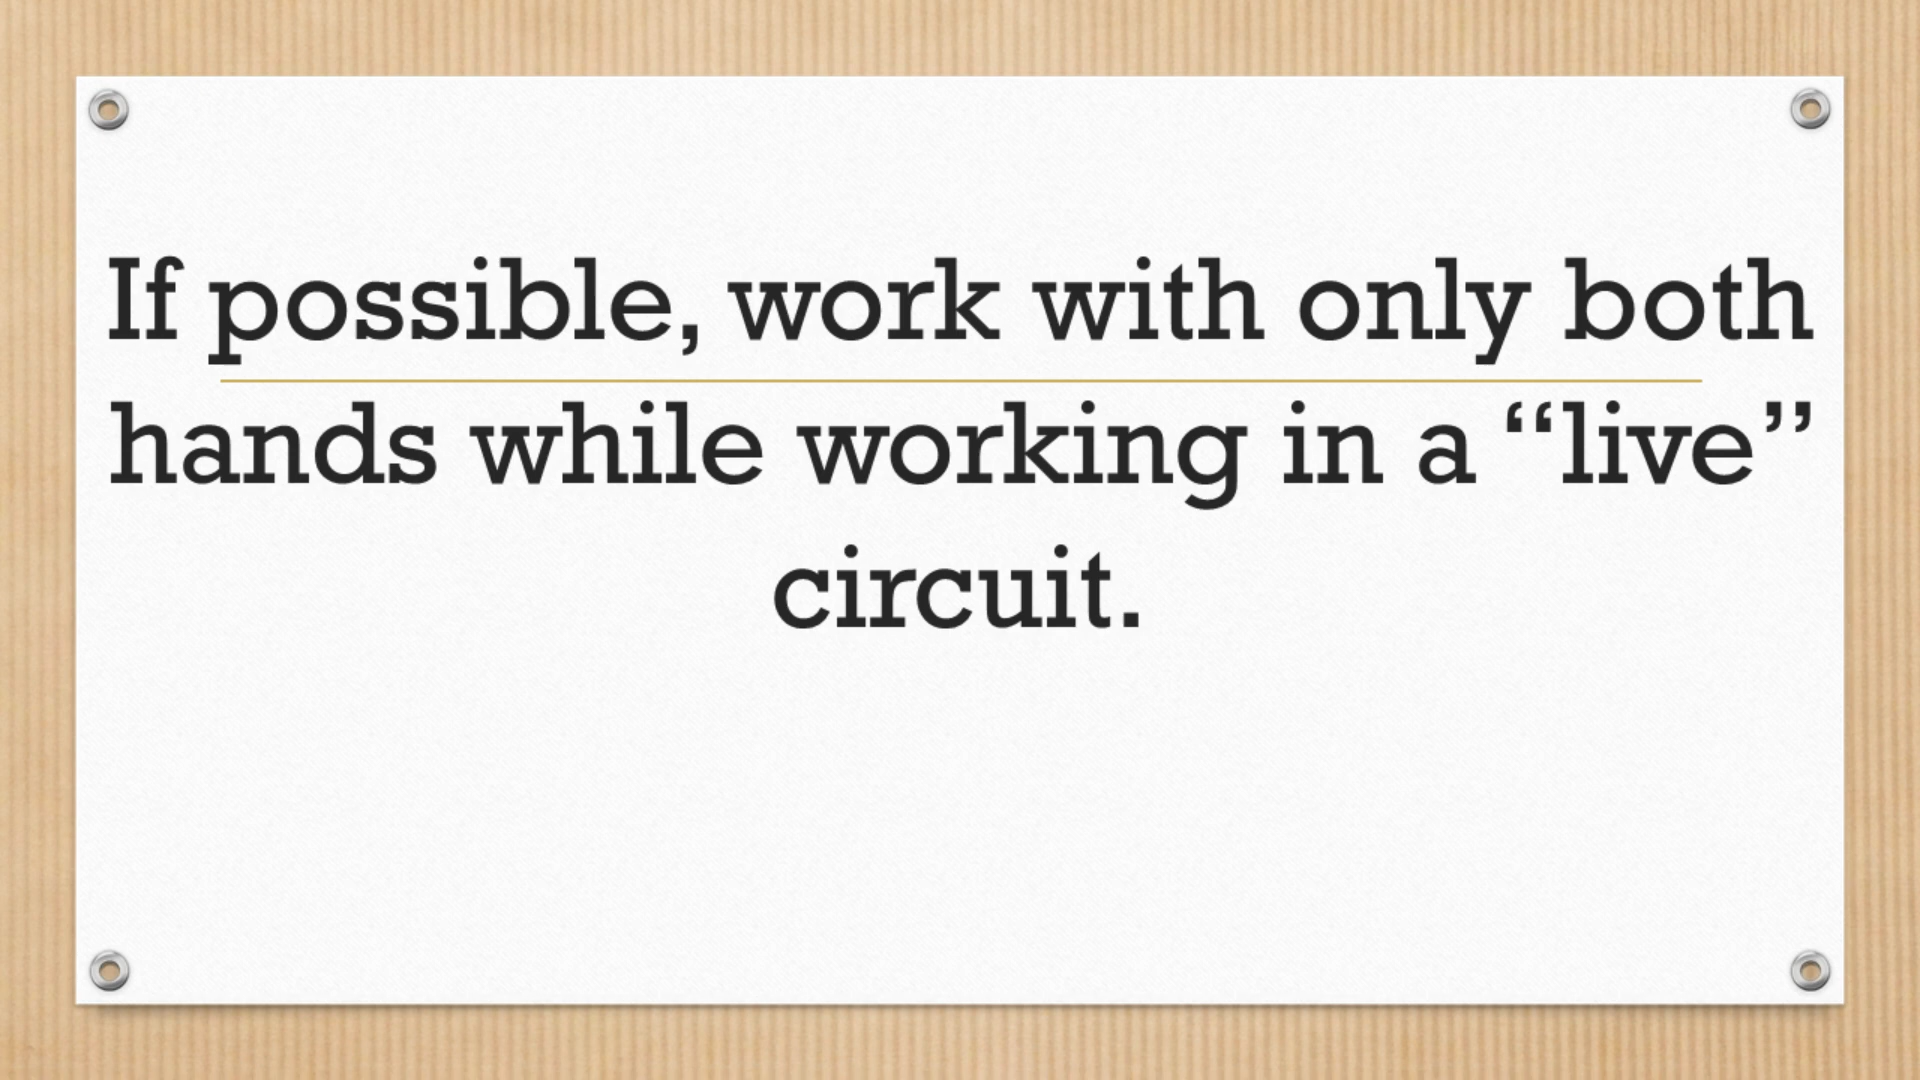 If possible, work with only both
hands while working in a “live”
circuit.